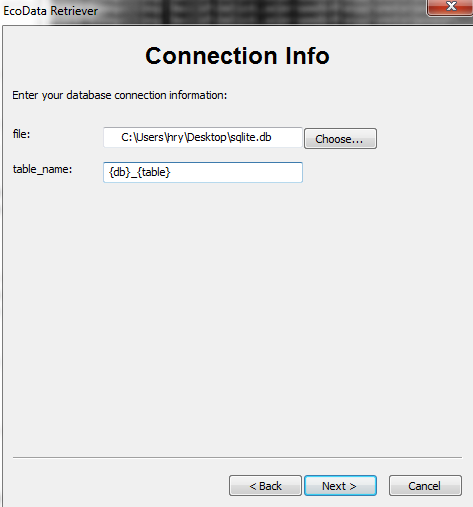 EcoData Retriever
Connection Info
Enter your database connection information:
file: C:\Users\hry\Desktop\sqlite.db Choose...
table_name: {db}_{table}
< Back Next > Cancel